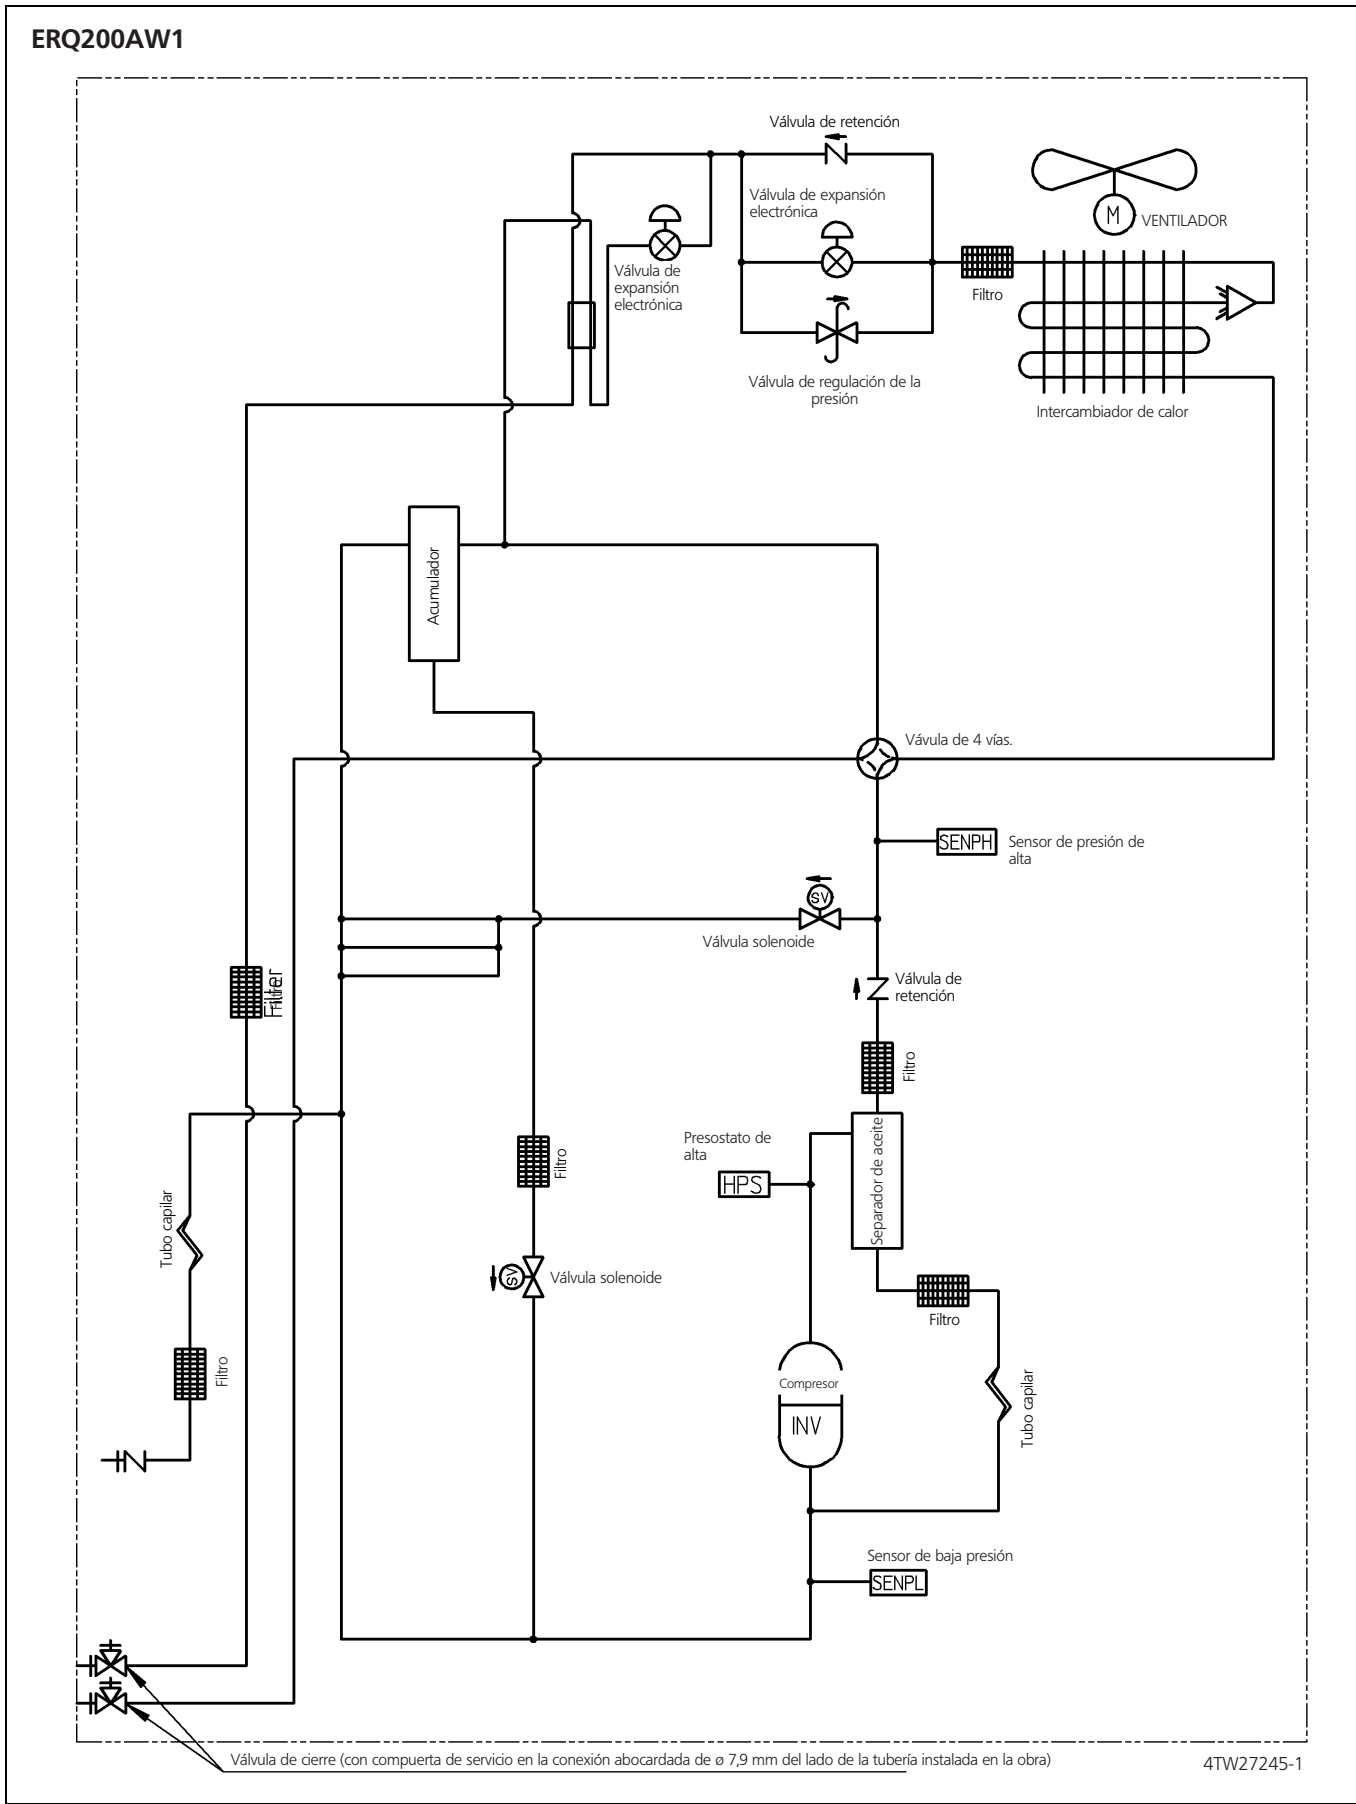 ERQ200AW1
Válvula de retención
Válvula de expansión
electrónica
M
VENTILADOR
Válvula de
expansión
electrónica
Filtro
Válvula de regulación de la
presión
Intercambiador de calor
Acumulador
Vávula de 4 vías.
SENPH
Sensor de presión de
alta
SV
Válvula solenoide
Válvula de
retención
Filter
Filtro
Filtro
Separador de aceite
Presostato de
alta
HPS
Filtro
Tubo capilar
SV
Válvula solenoide
Filtro
Filtro
Compresor
INV
Tubo capilar
Sensor de baja presión
SENPL
Válvula de cierre (con compuerta de servicio en la conexión abocardada de ø 7,9 mm del lado de la tubería instalada en la obra)
4TW27245-1